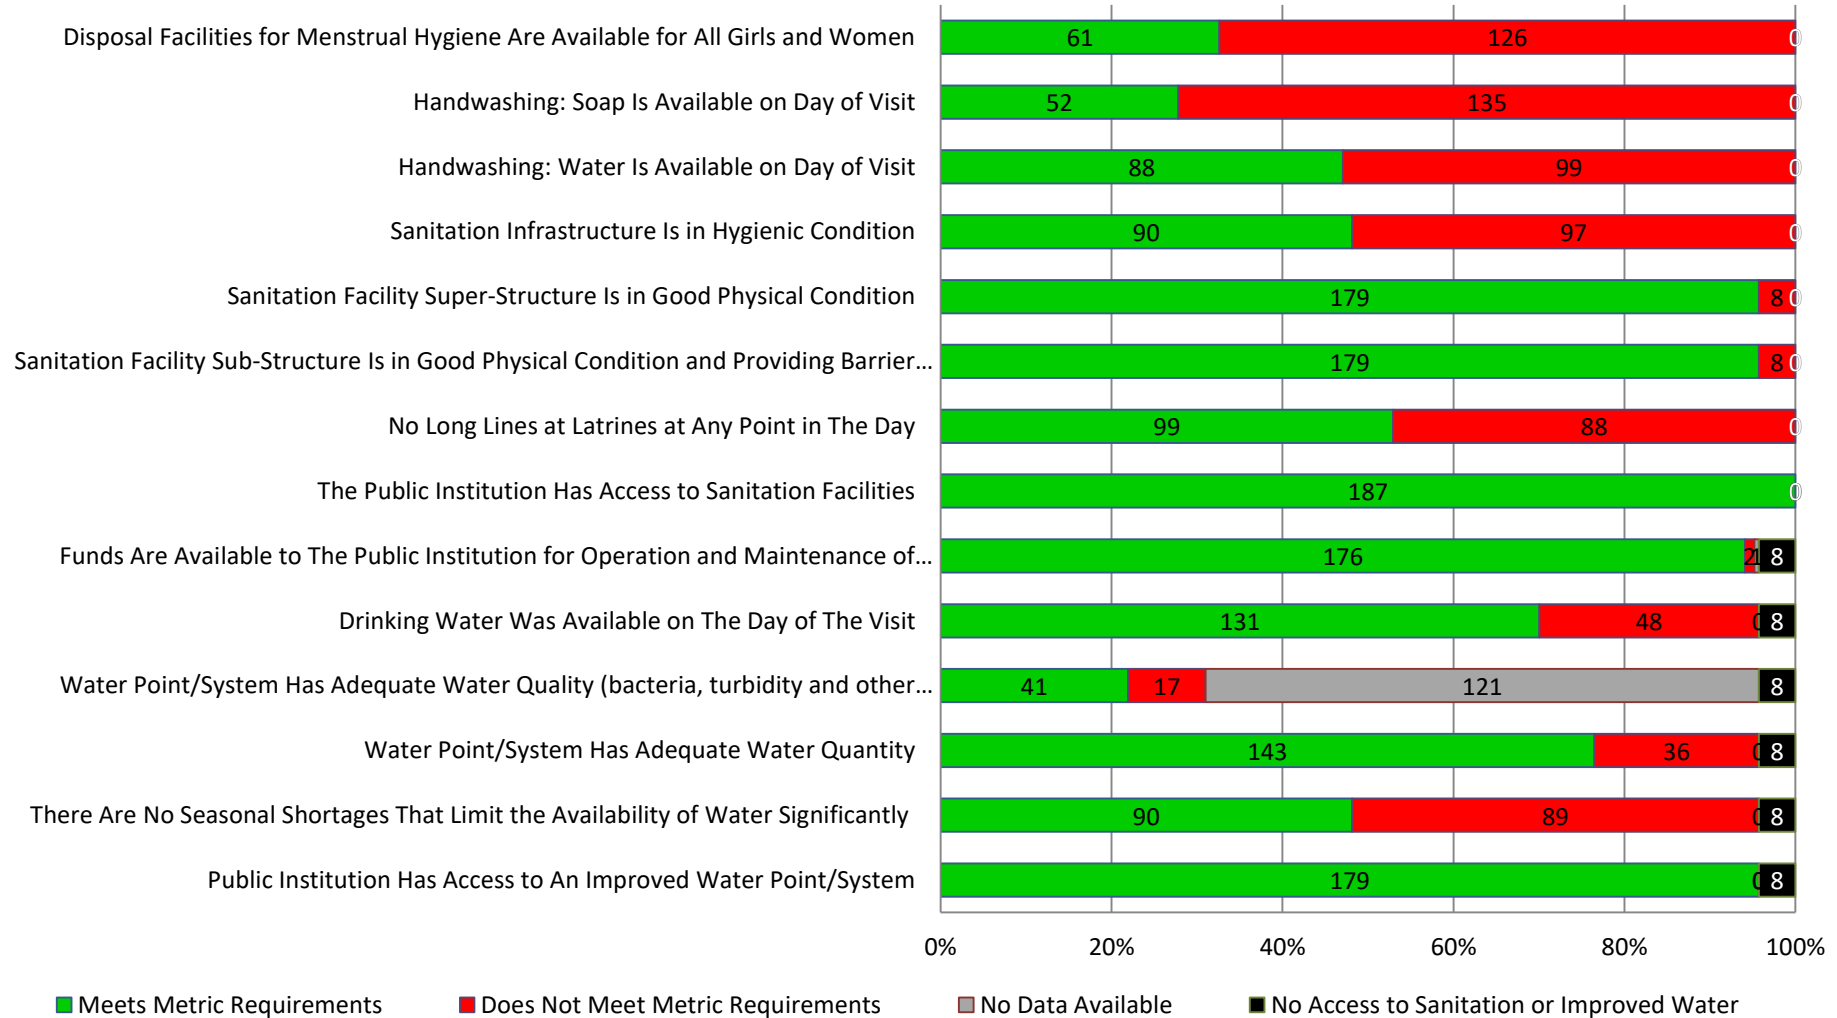 Disposal Facilities for Menstrual Hygiene Are Available for All Girls and Women 61 126 0
Handwashing: Soap Is Available on Day of Visit 52 135 0
Handwashing: Water Is Available on Day of Visit 88 99 0
Sanitation Infrastructure Is in Hygienic Condition 90 97 0
Sanitation Facility Super-Structure Is in Good Physical Condition 179 8 0
Sanitation Facility Sub-Structure Is in Good Physical Condition and Providing Barrier... 179 8 0
No Long Lines at Latrines at Any Point in The Day 99 88 0
The Public Institution Has Access to Sanitation Facilities 187 0
Funds Are Available to The Public Institution for Operation and Maintenance of... 176 2 1 8
Drinking Water Was Available on The Day of The Visit 131 48 0 8
Water Point/System Has Adequate Water Quality (bacteria, turbidity and other... 41 17 121 8
Water Point/System Has Adequate Water Quantity 143 36 0 8
There Are No Seasonal Shortages That Limit the Availability of Water Significantly 90 89 0 8
Public Institution Has Access to An Improved Water Point/System 179 0 8
0% 20% 40% 60% 80% 100%
Meets Metric Requirements Does Not Meet Metric Requirements No Data Available No Access to Sanitation or Improved Water